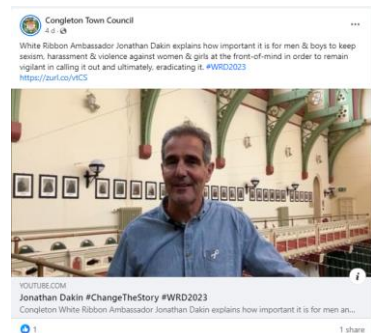 Congleton Town Council
4 d ·
White Ribbon Ambassador Jonathan Dakin explains how important it is for men & boys to keep
sexism, harassment & violence against women & girls at the front-of-mind in order to remain
vigilant in calling it out and ultimately, eradicating it. #WRD2023
https://zurl.co/vtCS
YOUTUBE.COM
Jonathan Dakin #ChangeTheStory #WRD2023
Congleton White Ribbon Ambassador Jonathan Dakin explains how important it is for men an...
1
1 share